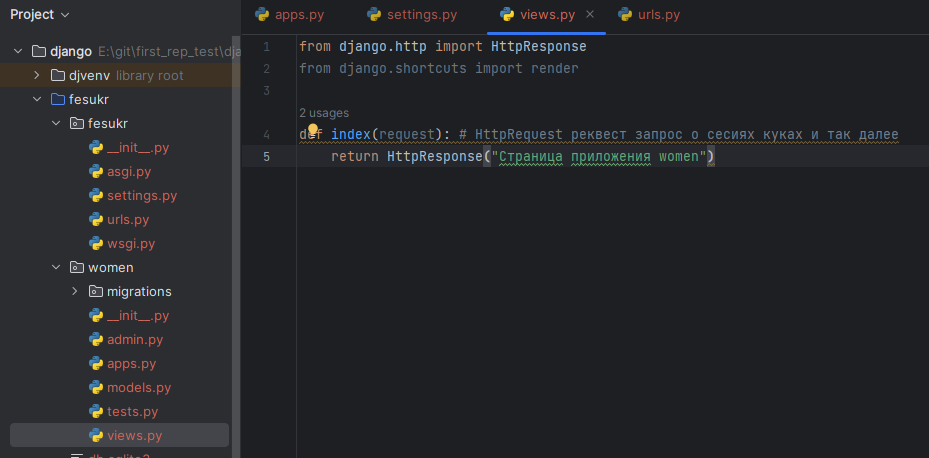 Project
django E:\git\first_rep_test\dja
djvenv library root
fesukr
fesukr
__init__.py
asgi.py
settings.py
urls.py
wsgi.py
women
migrations
__init__.py
admin.py
apps.py
models.py
tests.py
views.py
db.sqlite3
apps.py settings.py views.py urls.py
1 from django.http import HttpResponse
2 from django.shortcuts import render
3
2 usages
4 def index(request): # HttpRequest реквест запрос о сесиях куках и так далее
5 return HttpResponse("Страница приложения women")